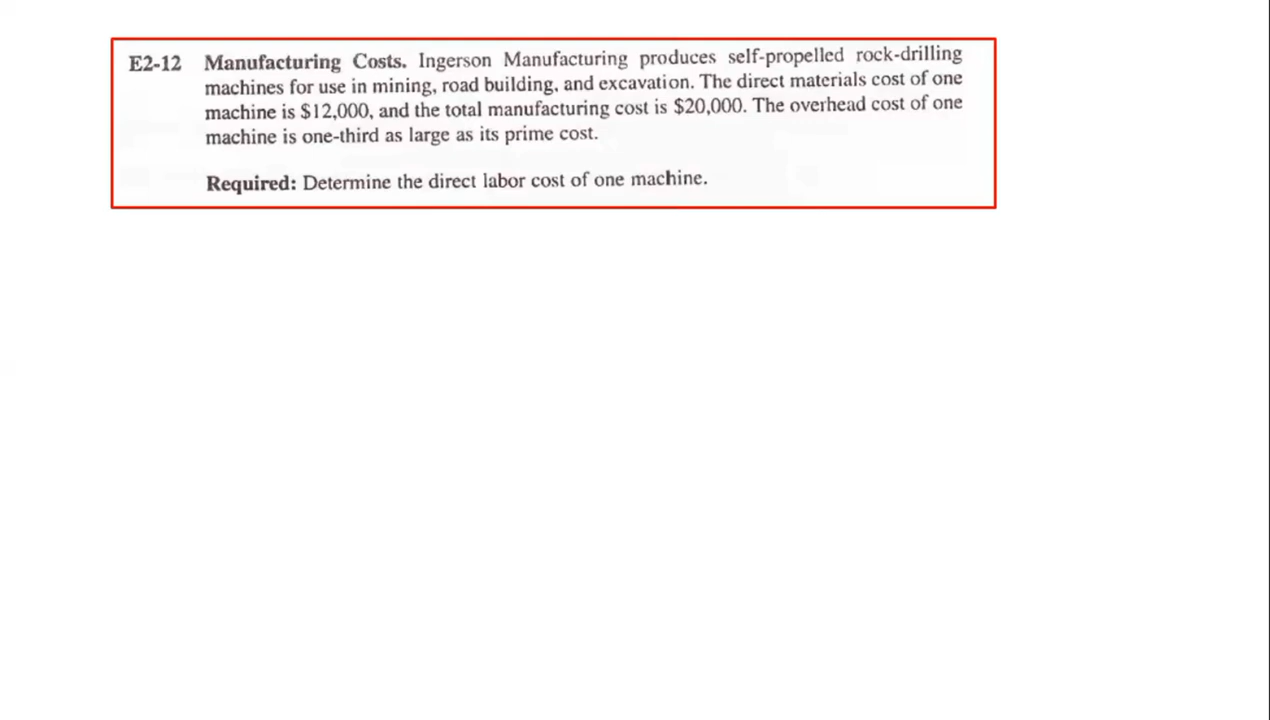 E2-12 Manufacturing Costs. Ingerson Manufacturing produces self-propelled rock-drilling
machines for use in mining, road building, and excavation. The direct materials cost of one
machine is $12,000, and the total manufacturing cost is $20,000. The overhead cost of one
machine is one-third as large as its prime cost.
Required: Determine the direct labor cost of one machine.